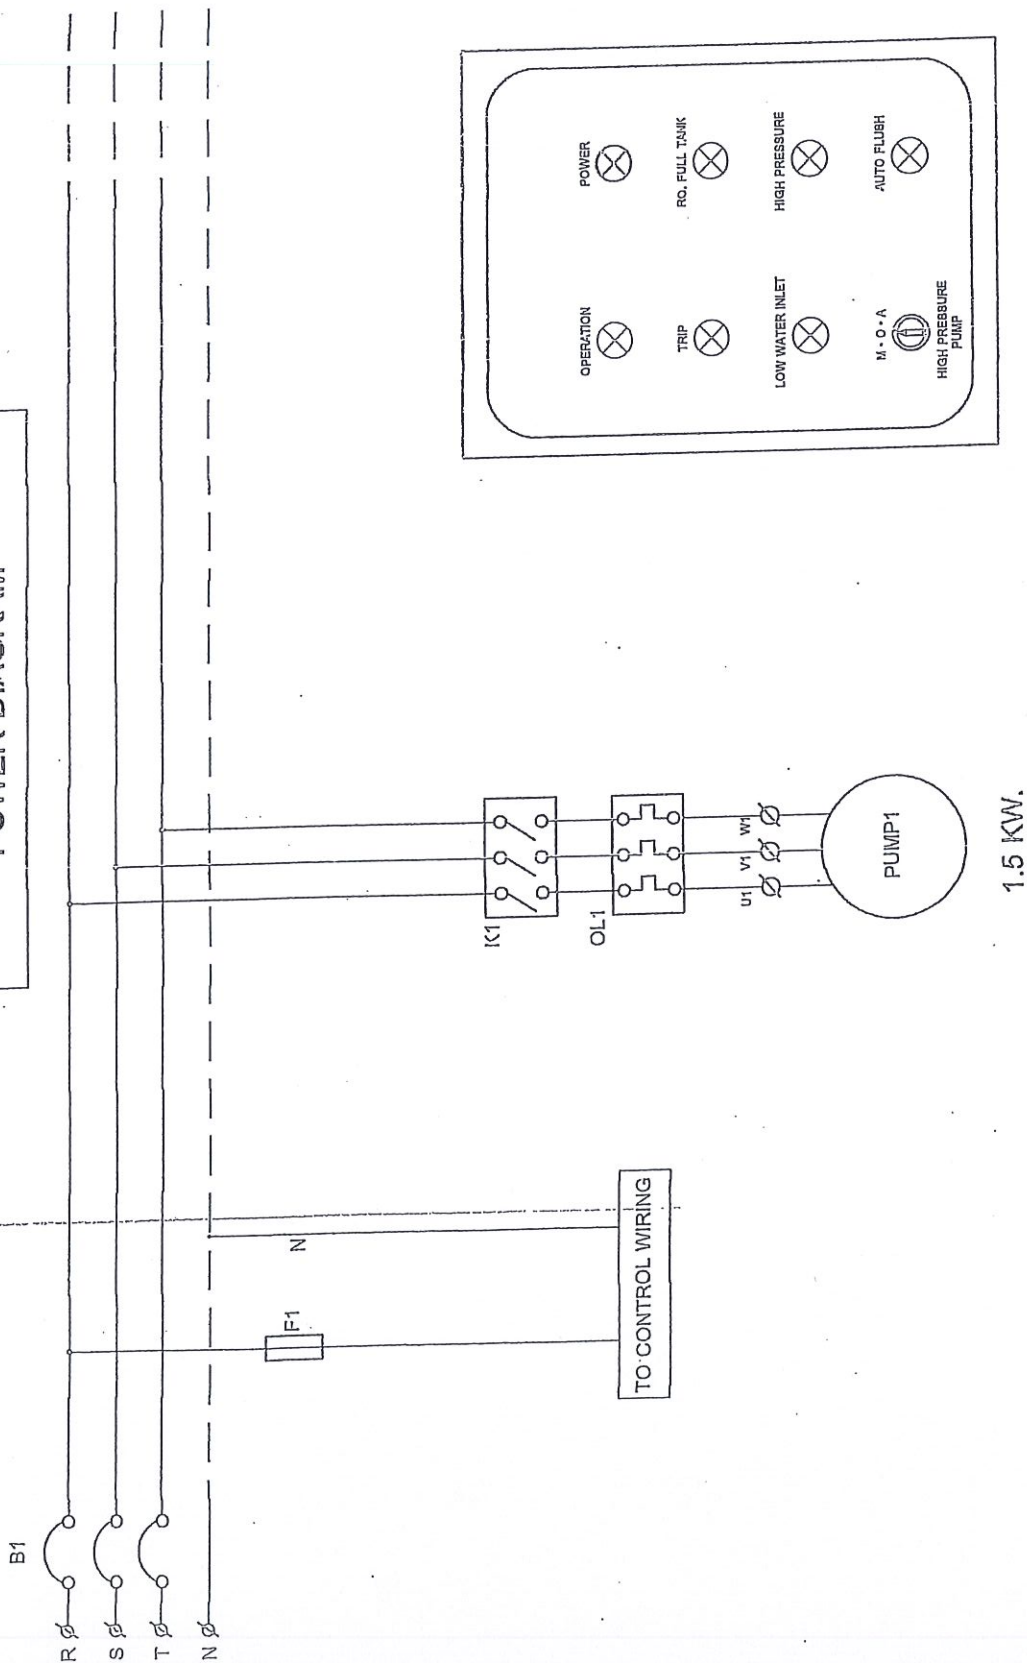 POWER DIAGRAM
B1
R
S
T
N
F1
N
TO CONTROL WIRING
K1
OL1
U1 V1 W1
PUMP1
1.5 KW.
OPERATION POWER
TRIP RO. FULL TANK
LOW WATER INLET HIGH PRESSURE
M - O - A AUTO FLUSH
HIGH PRESSURE
PUMP